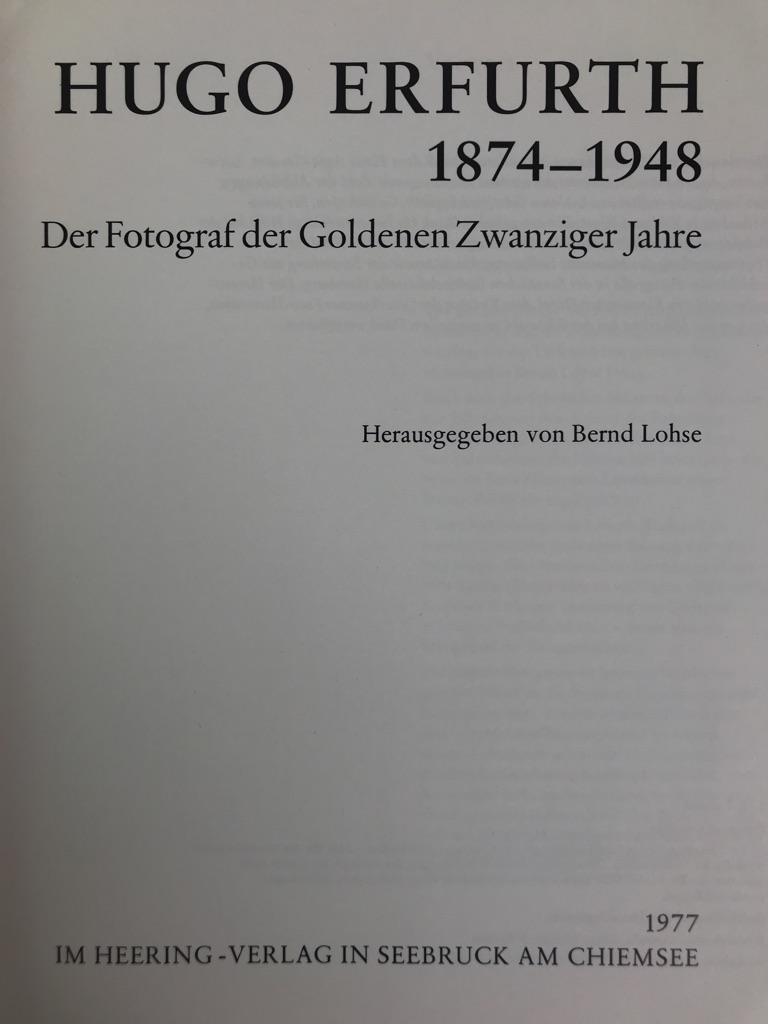 HUGO ERFURTH
1874–1948
Der Fotograf der Goldenen Zwanziger Jahre
Herausgegeben von Bernd Lohse
1977
IM HEERING-VERLAG IN SEEBRUCK AM CHIEMSEE